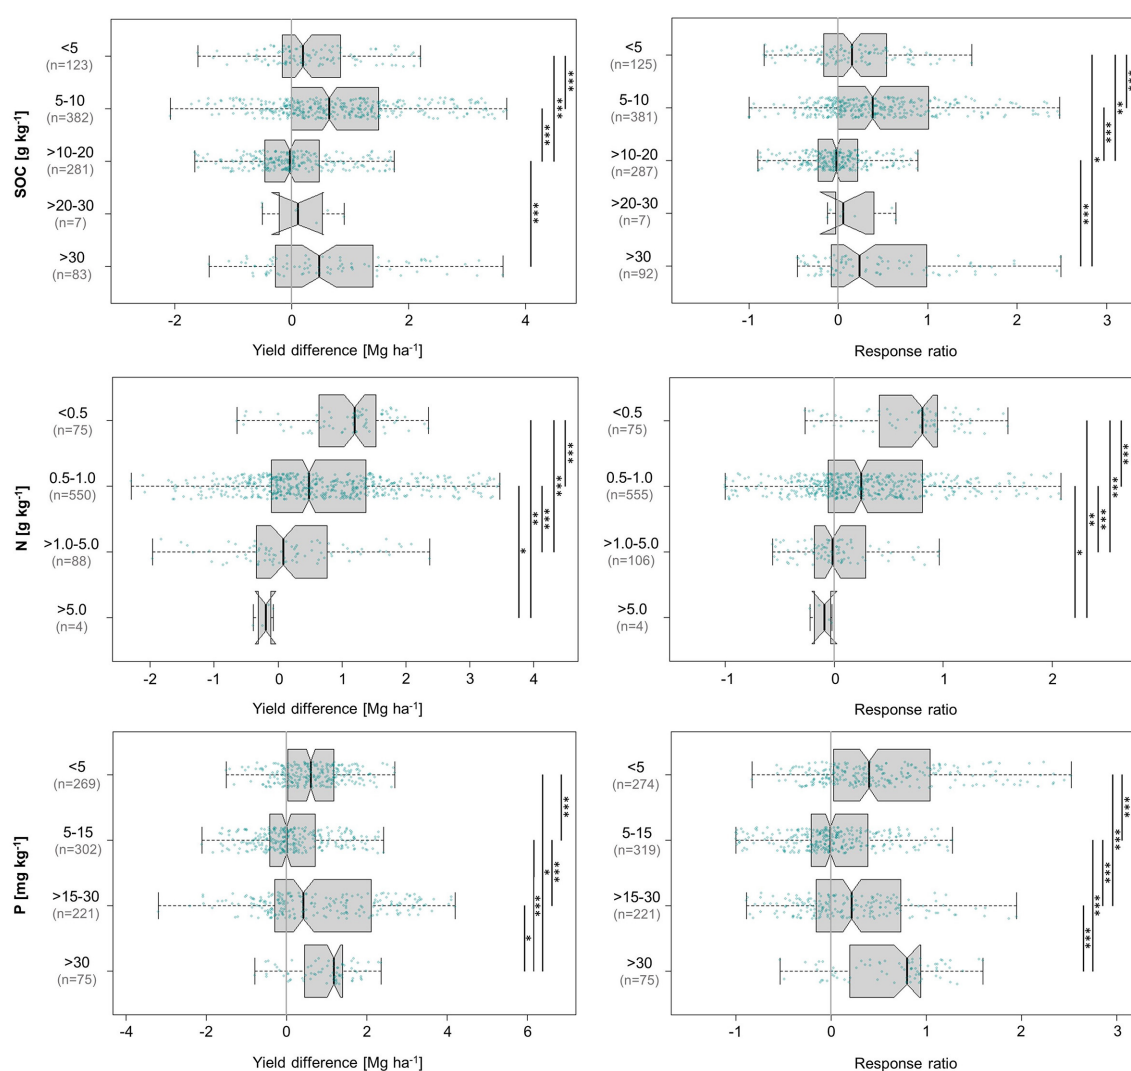 SOC [g kg-1]
<5
(n=123)
5-10
(n=382)
>10-20
(n=281)
>20-30
(n=7)
>30
(n=83)
***
***
***
***
-2 0 2 4
Yield difference [Mg ha-1]
<5
(n=125)
5-10
(n=381)
>10-20
(n=287)
>20-30
(n=7)
>30
(n=92)
***
**
***
*
***
-1 0 1 2 3
Response ratio
N [g kg-1]
<0.5
(n=75)
0.5-1.0
(n=550)
>1.0-5.0
(n=88)
>5.0
(n=4)
***
***
***
**
*
-2 -1 0 1 2 3 4
Yield difference [Mg ha-1]
<0.5
(n=75)
0.5-1.0
(n=555)
>1.0-5.0
(n=106)
>5.0
(n=4)
***
***
***
**
*
-1 0 1 2
Response ratio
P [mg kg-1]
<5
(n=269)
5-15
(n=302)
>15-30
(n=221)
>30
(n=75)
***
***
*
***
*
-4 -2 0 2 4 6
Yield difference [Mg ha-1]
<5
(n=274)
5-15
(n=319)
>15-30
(n=221)
>30
(n=75)
***
***
***
***
***
-1 0 1 2 3
Response ratio